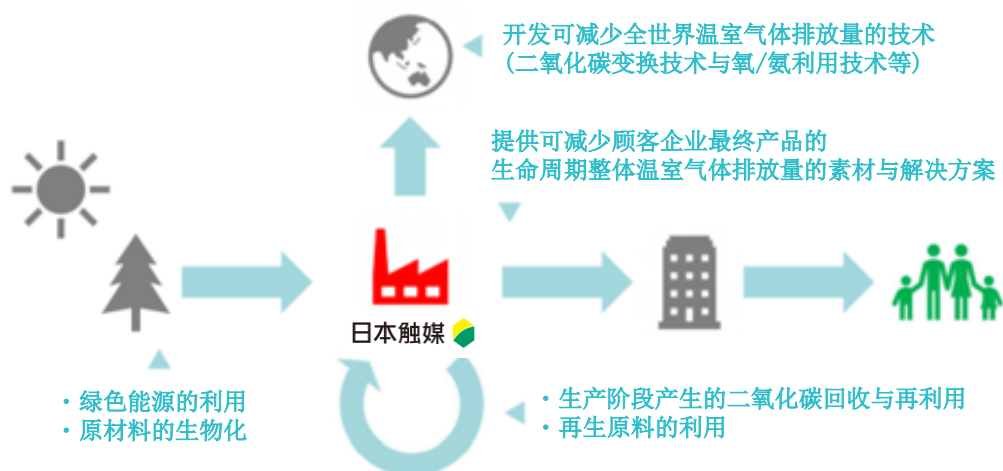 开发可减少全世界温室气体排放量的技术
(二氧化碳变换技术与氧/氨利用技术等)
提供可减少顾客企业最终产品的
生命周期整体温室气体排放量的素材与解决方案
日本触媒
・绿色能源的利用
・原材料的生物化
・生产阶段产生的二氧化碳回收与再利用
・再生原料的利用